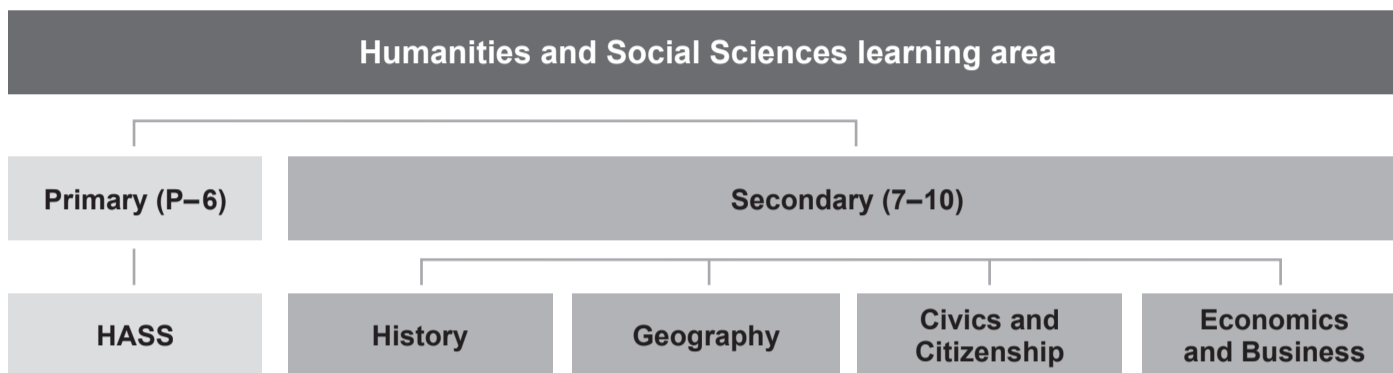 Humanities and Social Sciences learning area
Primary (P–6)
Secondary (7–10)
HASS
History
Geography
Civics and
Citizenship
Economics
and Business